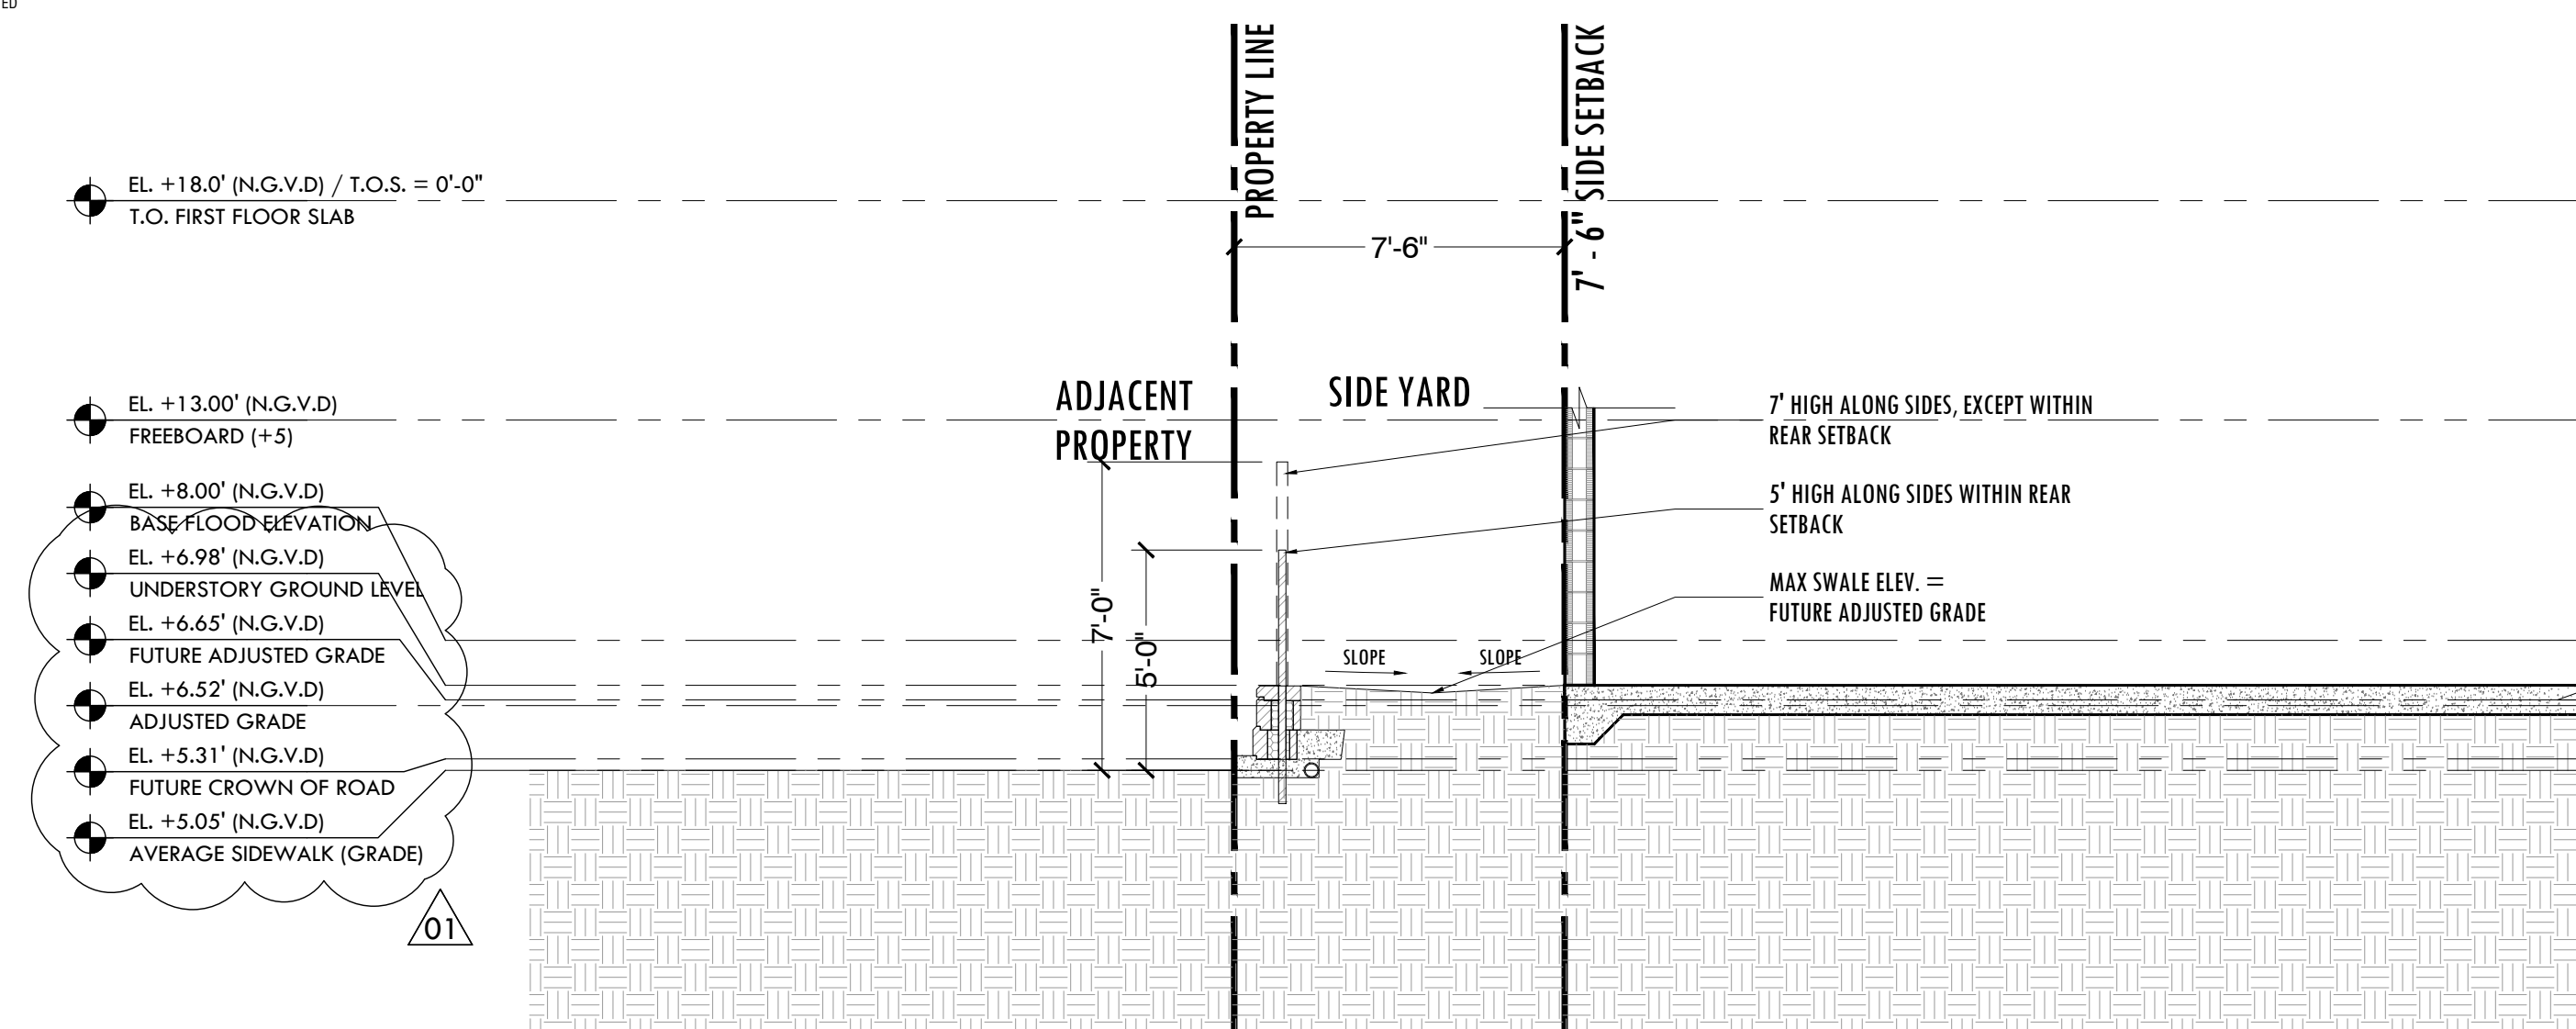 ED
PROPERTY LINE
7' - 6" SIDE SETBACK
EL. +18.0' (N.G.V.D) / T.O.S. = 0'-0"
T.O. FIRST FLOOR SLAB
7'-6"
EL. +13.00' (N.G.V.D)
FREEBOARD (+5)
ADJACENT
PROPERTY
SIDE YARD
7' HIGH ALONG SIDES, EXCEPT WITHIN
REAR SETBACK
EL. +8.00' (N.G.V.D)
BASE FLOOD ELEVATION
5' HIGH ALONG SIDES WITHIN REAR
SETBACK
EL. +6.98' (N.G.V.D)
UNDERSTORY GROUND LEVEL
7'-0"
5'-0"
MAX SWALE ELEV. =
FUTURE ADJUSTED GRADE
EL. +6.65' (N.G.V.D)
FUTURE ADJUSTED GRADE
SLOPE
SLOPE
EL. +6.52' (N.G.V.D)
ADJUSTED GRADE
EL. +5.31' (N.G.V.D)
FUTURE CROWN OF ROAD
EL. +5.05' (N.G.V.D)
AVERAGE SIDEWALK (GRADE)
01